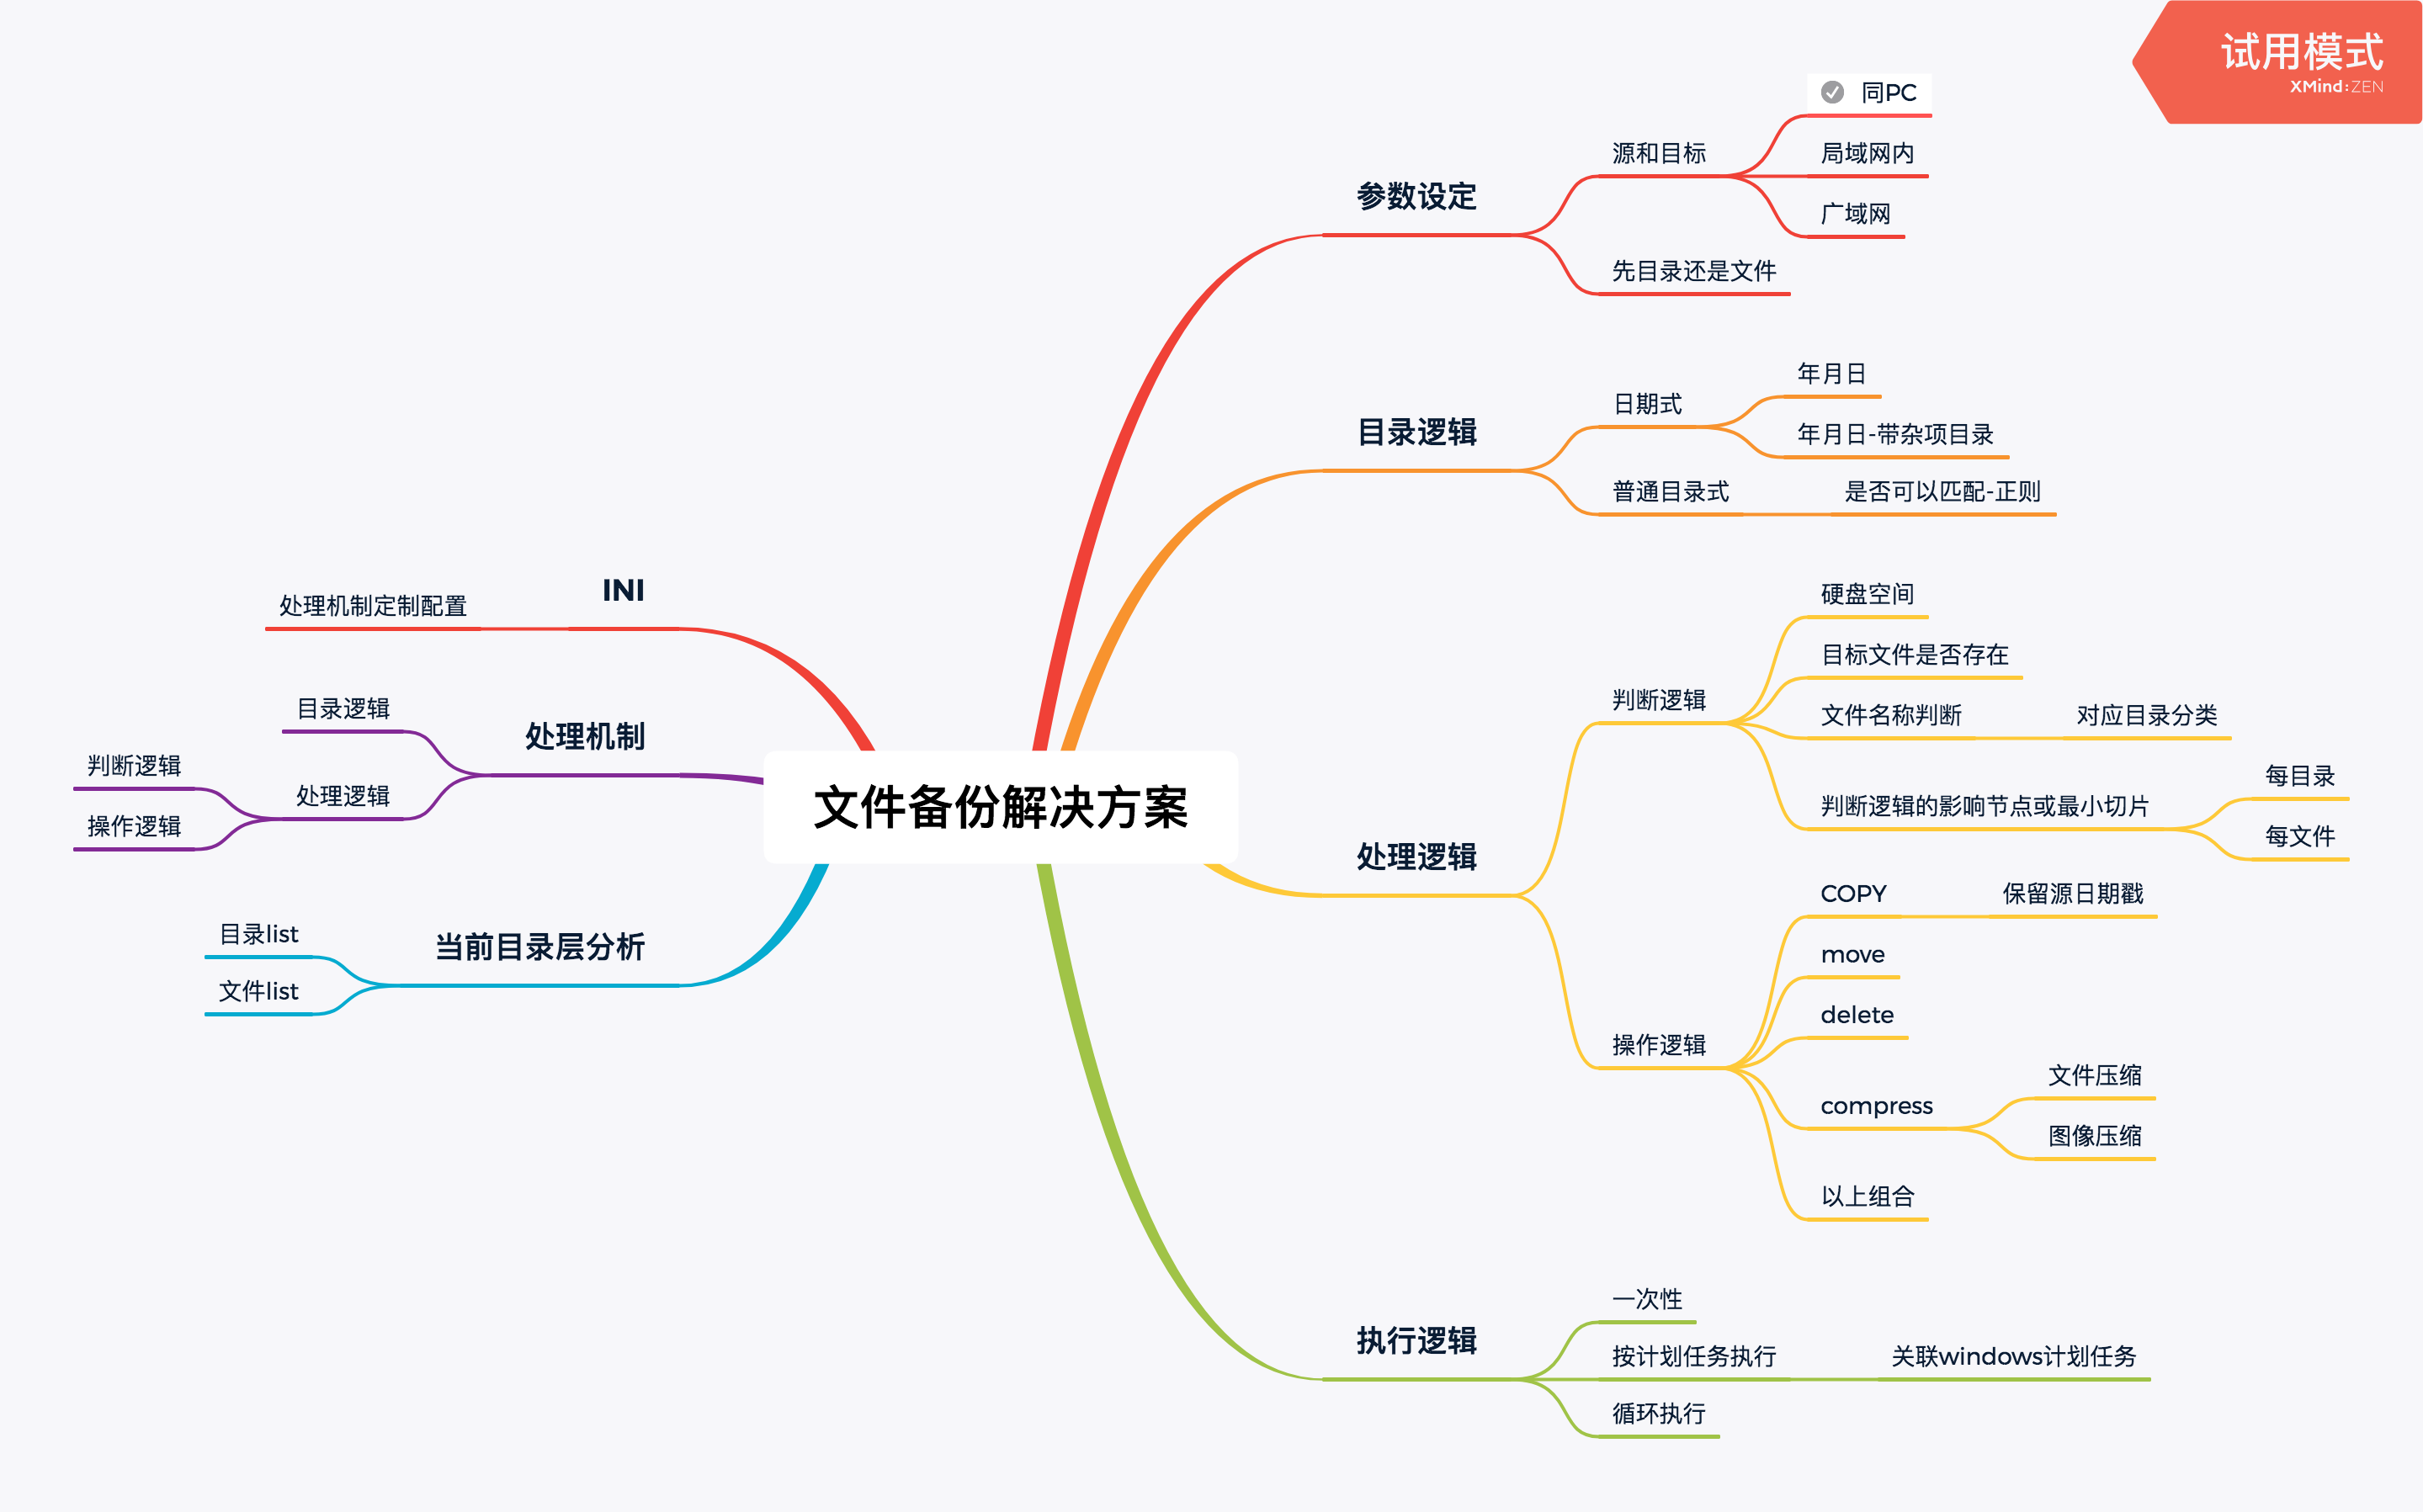 试用模式
XMind:ZEN
文件备份解决方案
参数设定
源和目标
同PC
局域网内
广域网
先目录还是文件
目录逻辑
日期式
年月日
年月日-带杂项目录
普通目录式
是否可以匹配-正则
处理逻辑
判断逻辑
硬盘空间
目标文件是否存在
文件名称判断
对应目录分类
判断逻辑的影响节点或最小切片
每目录
每文件
操作逻辑
COPY
保留源日期戳
move
delete
compress
文件压缩
图像压缩
以上组合
执行逻辑
一次性
按计划任务执行
关联windows计划任务
循环执行
INI
处理机制定制配置
处理机制
目录逻辑
处理逻辑
判断逻辑
操作逻辑
当前目录层分析
目录list
文件list